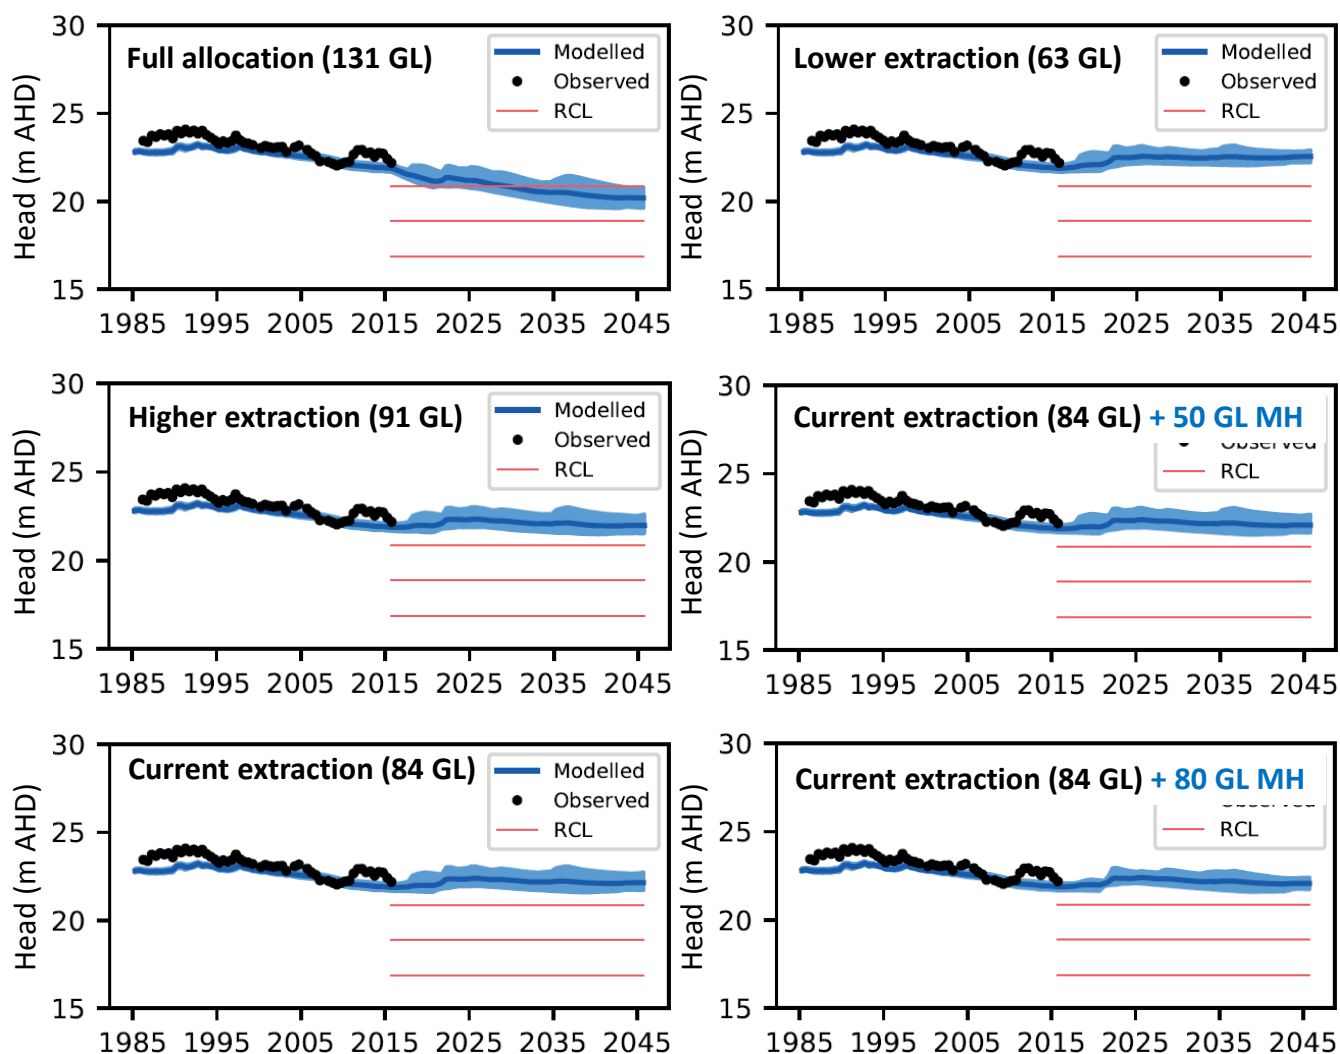 Full allocation (131 GL)
Modelled
Observed
RCL
Head (m AHD)
30
25
20
15
1985 1995 2005 2015 2025 2035 2045
Lower extraction (63 GL)
Modelled
Observed
RCL
Head (m AHD)
30
25
20
15
1985 1995 2005 2015 2025 2035 2045
Higher extraction (91 GL)
Modelled
Observed
RCL
Head (m AHD)
30
25
20
15
1985 1995 2005 2015 2025 2035 2045
Current extraction (84 GL) + 50 GL MH
Observed
RCL
Head (m AHD)
30
25
20
15
1985 1995 2005 2015 2025 2035 2045
Current extraction (84 GL)
Modelled
Observed
RCL
Head (m AHD)
30
25
20
15
1985 1995 2005 2015 2025 2035 2045
Current extraction (84 GL) + 80 GL MH
Observed
RCL
Head (m AHD)
30
25
20
15
1985 1995 2005 2015 2025 2035 2045